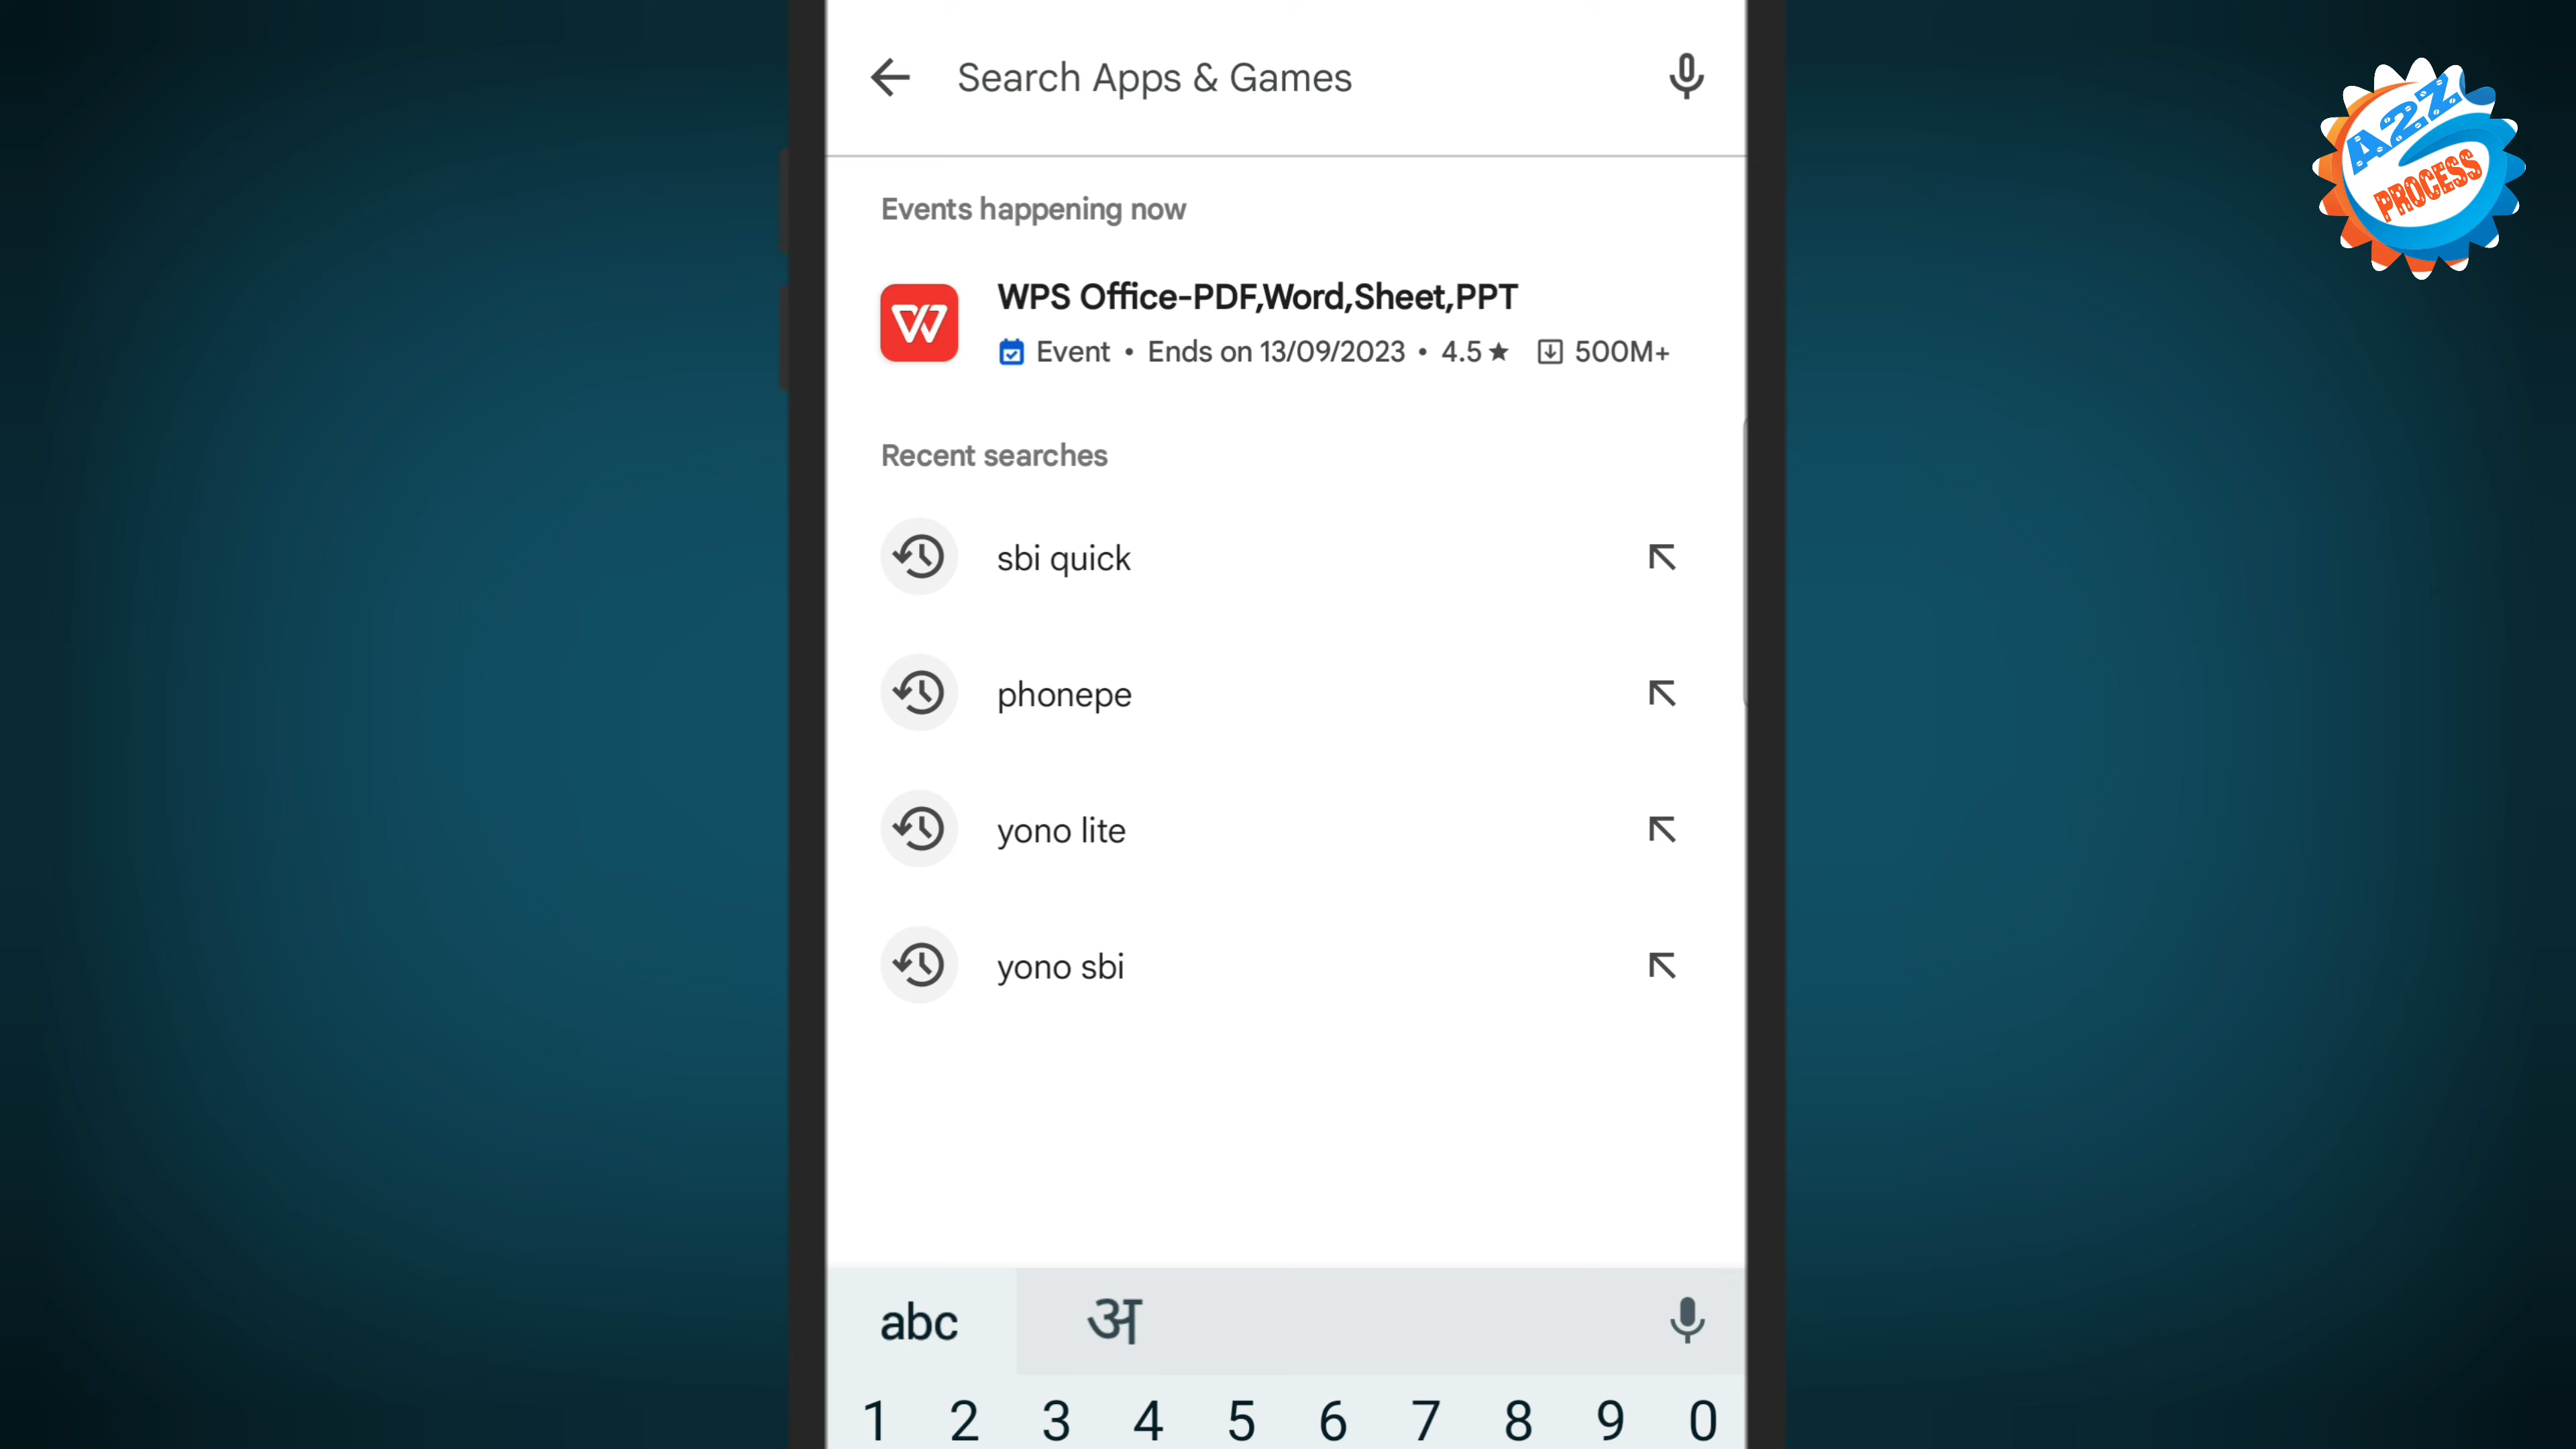 Search Apps & Games
A2Z
PROCESS
Events happening now
WPS Office-PDF,Word,Sheet,PPT
Event • Ends on 13/09/2023 • 4.5★ 500M+
Recent searches
sbi quick
phonepe
yono lite
yono sbi
abc अ
1 2 3 4 5 6 7 8 9 0